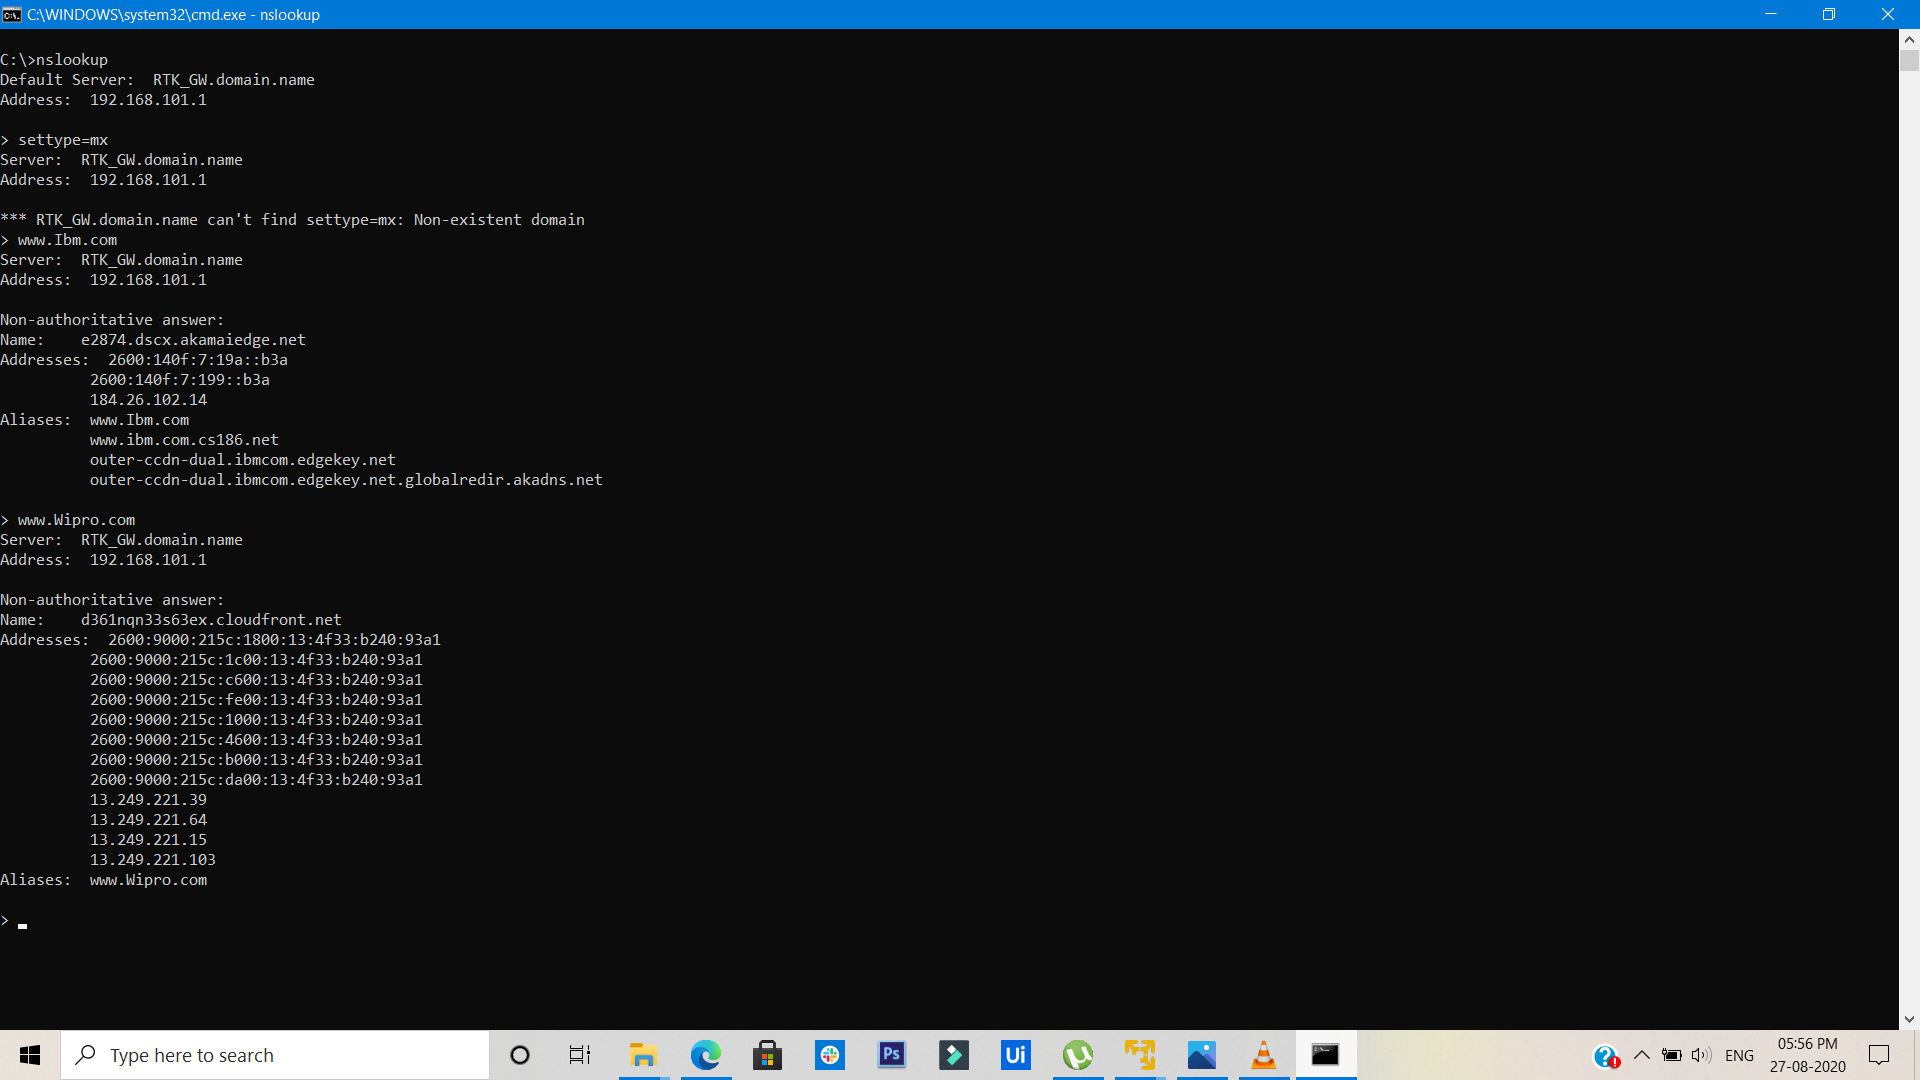 C:\WINDOWS\system32\cmd.exe - nslookup
C:\>nslookup
Default Server:  RTK_GW.domain.name
Address:  192.168.101.1
> settype=mx
Server:  RTK_GW.domain.name
Address:  192.168.101.1
*** RTK_GW.domain.name can't find settype=mx: Non-existent domain
> www.Ibm.com
Server:  RTK_GW.domain.name
Address:  192.168.101.1
Non-authoritative answer:
Name:    e2874.dscx.akamaiedge.net
Addresses:  2600:140f:7:19a::b3a
2600:140f:7:199::b3a
184.26.102.14
Aliases:  www.Ibm.com
www.ibm.com.cs186.net
outer-ccdn-dual.ibmcom.edgekey.net
outer-ccdn-dual.ibmcom.edgekey.net.globalredir.akadns.net
> www.Wipro.com
Server:  RTK_GW.domain.name
Address:  192.168.101.1
Non-authoritative answer:
Name:    d361nqn33s63ex.cloudfront.net
Addresses:  2600:9000:215c:1800:13:4f33:b240:93a1
2600:9000:215c:1c00:13:4f33:b240:93a1
2600:9000:215c:c600:13:4f33:b240:93a1
2600:9000:215c:fe00:13:4f33:b240:93a1
2600:9000:215c:1000:13:4f33:b240:93a1
2600:9000:215c:4600:13:4f33:b240:93a1
2600:9000:215c:b000:13:4f33:b240:93a1
2600:9000:215c:da00:13:4f33:b240:93a1
13.249.221.39
13.249.221.64
13.249.221.15
13.249.221.103
Aliases:  www.Wipro.com
>
Type here to search
Ps
Ui
ENG
05:56 PM
27-08-2020